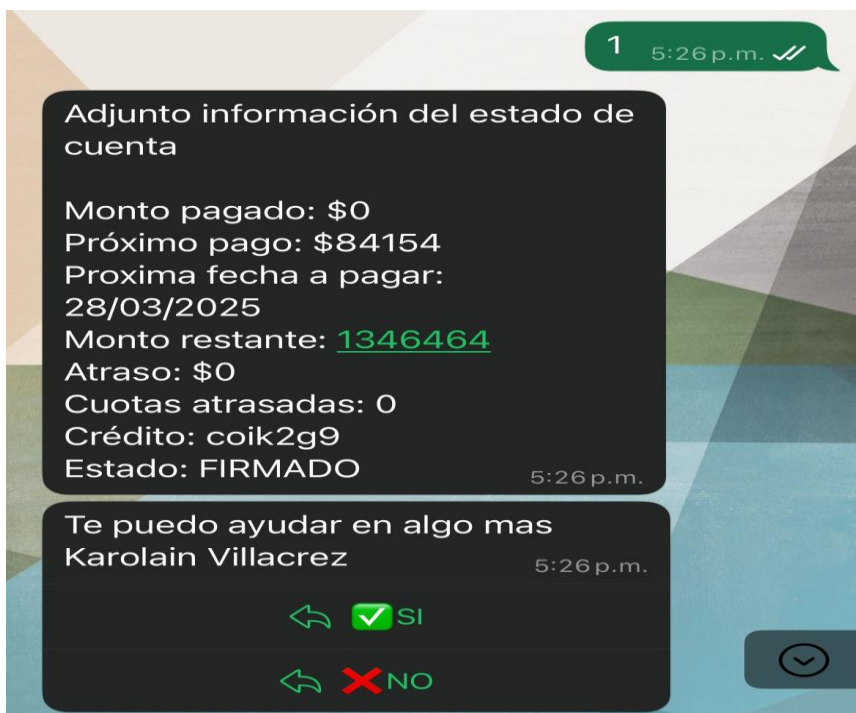 1 5:26 p.m.
Adjunto información del estado de
cuenta
Monto pagado: $0
Próximo pago: $84154
Proxima fecha a pagar:
28/03/2025
Monto restante: 1346464
Atraso: $0
Cuotas atrasadas: 0
Crédito: coik2g9
Estado: FIRMADO 5:26 p.m.
Te puedo ayudar en algo mas
Karolain Villacrez 5:26 p.m.
SI
NO